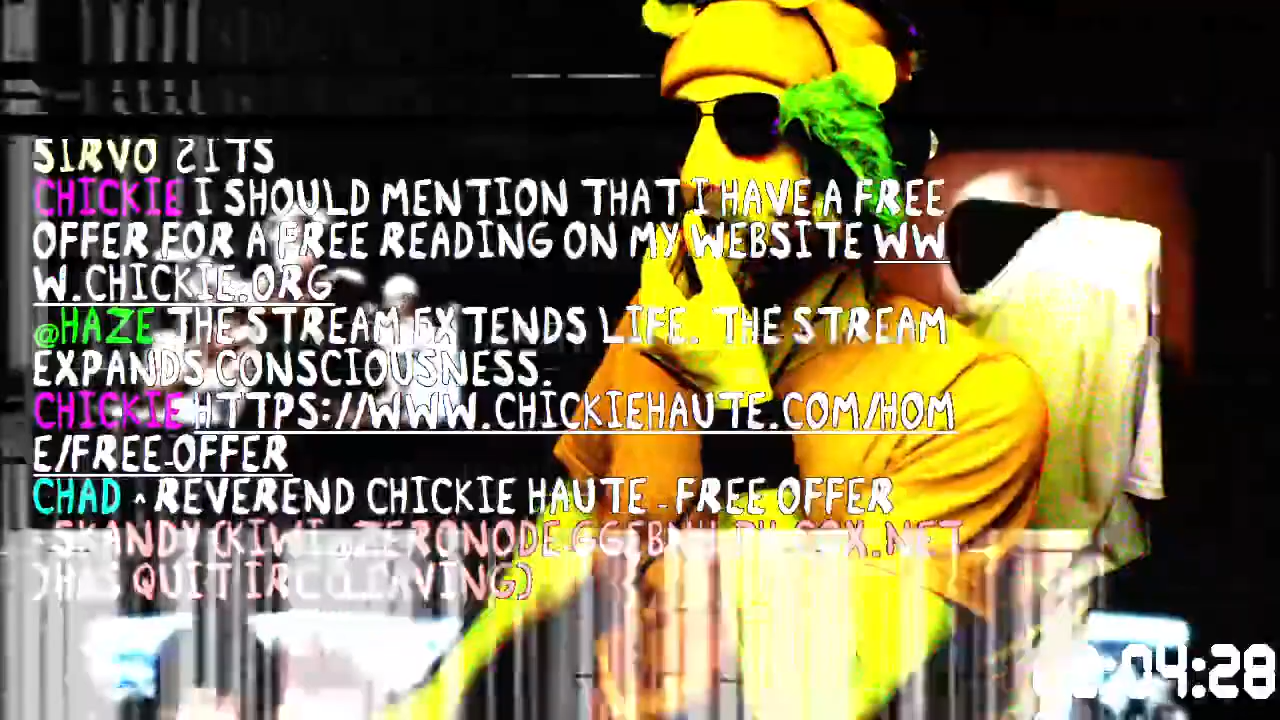 SIRVO SITS
CHICKIE I SHOULD MENTION THAT I HAVE A FREE
OFFER FOR A FREE READING ON MY WEBSITE WW
W.CHICKIE.ORG
@HAZE THE STREAM EXTENDS LIFE. THE STREAM
EXPANDS CONSCIOUSNESS.
CHICKIE HTTPS://WWW.CHICKIEHAUTE.COM/HOM
E/FREE-OFFER
CHAD ^ REVEREND CHICKIE HAUTE - FREE OFFER
)HAS QUIT IRC (LEAVING)
:04:28